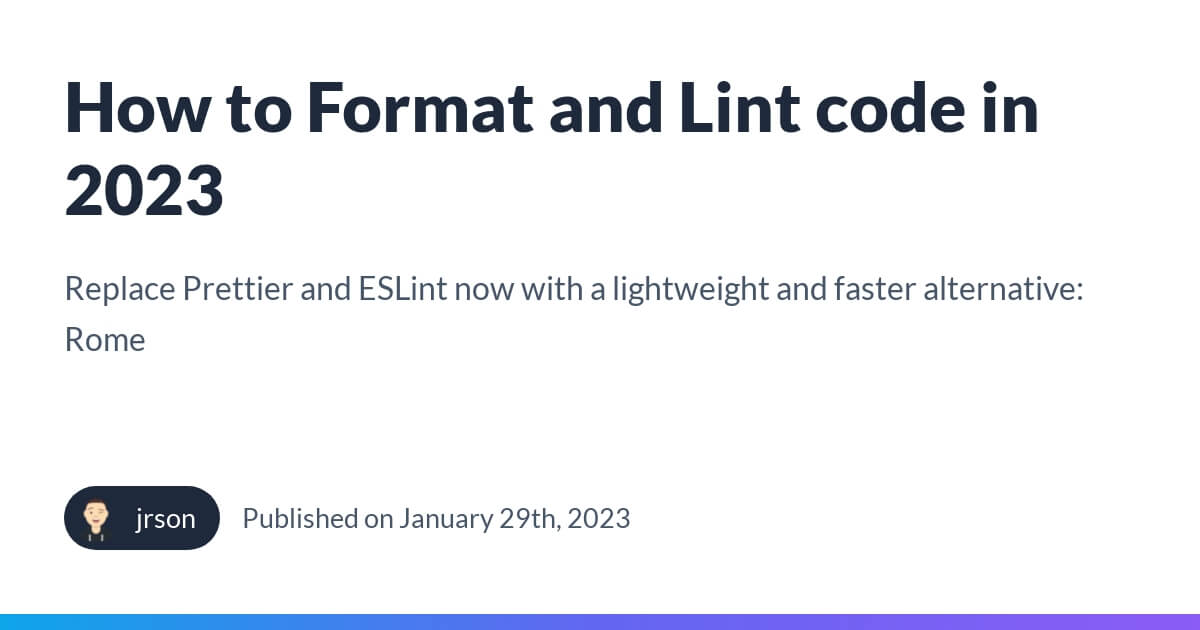 How to Format and Lint code in
2023
Replace Prettier and ESLint now with a lightweight and faster alternative:
Rome
jrson
Published on January 29th, 2023